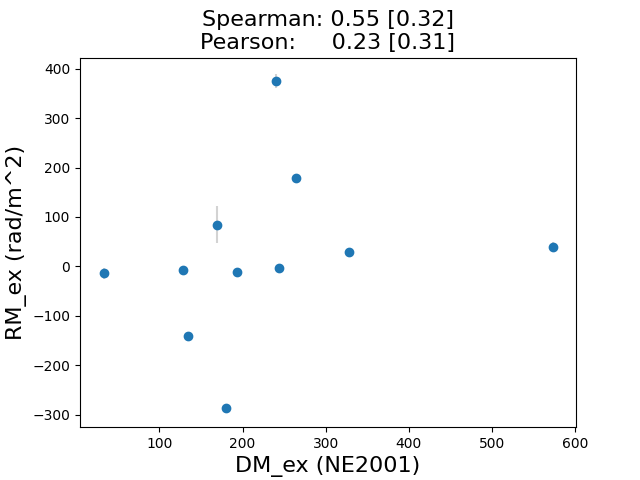 Spearman: 0.55 [0.32]
Pearson: 0.23 [0.31]
400
300
200
100
0
−100
−200
−300
RM_ex (rad/m^2)
100 200 300 400 500 600
DM_ex (NE2001)